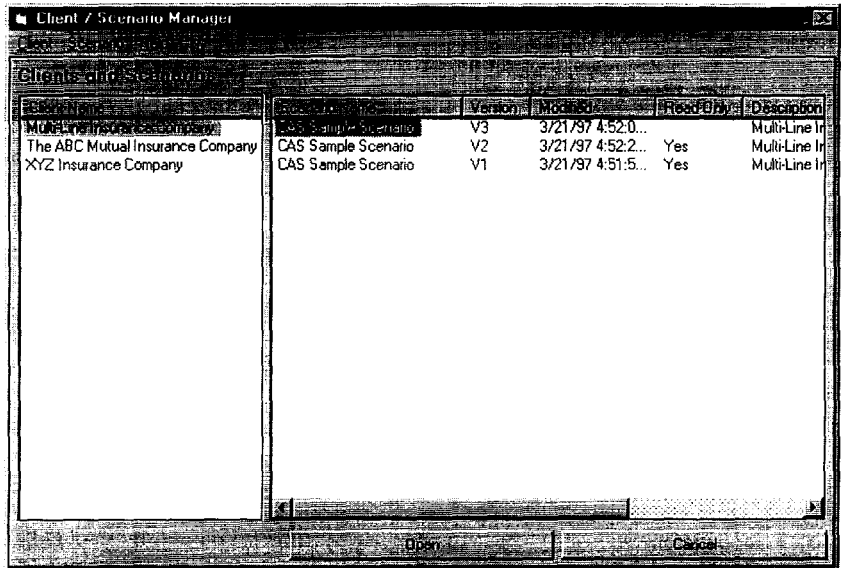 Client / Scenario Manager
Clients and Scenarios
Client Name
Multi-Line Insurance Company
The ABC Mutual Insurance Company
XYZ Insurance Company
Version Modified Read Only Description
CAS Sample Scenario V3 3/21/97 4:52:0... Multi-Line In
CAS Sample Scenario V2 3/21/97 4:52:2... Yes Multi-Line In
CAS Sample Scenario V1 3/21/97 4:51:5... Yes Multi-Line In
Open Cancel